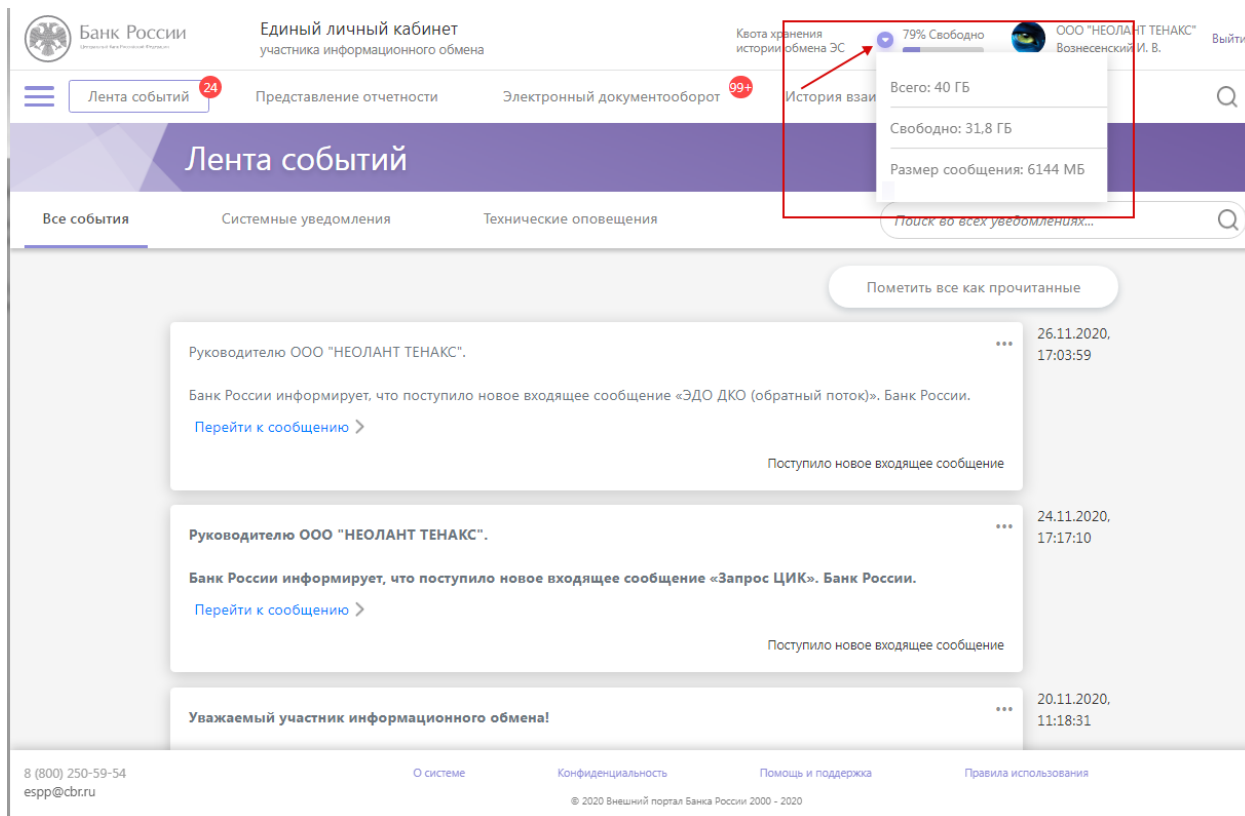 Банк России
Центральный банк Российской Федерации
Единый личный кабинет
участника информационного обмена
Квота хранения
истории обмена ЭС
79% Свободно
ООО "НЕОЛАНТ ТЕНАКС"
Вознесенский И. В.
Выйти
Лента событий
24
Представление отчетности
Электронный документооборот
99+
История взаи
Всего: 40 ГБ
Свободно: 31,8 ГБ
Размер сообщения: 6144 МБ
Лента событий
Все события
Системные уведомления
Технические оповещения
Поиск во всех уведомлениях...
Пометить все как прочитанные
26.11.2020,
17:03:59
Руководителю ООО "НЕОЛАНТ ТЕНАКС".
Банк России информирует, что поступило новое входящее сообщение «ЭДО ДКО (обратный поток)». Банк России.
Перейти к сообщению
Поступило новое входящее сообщение
24.11.2020,
17:17:10
Руководителю ООО "НЕОЛАНТ ТЕНАКС".
Банк России информирует, что поступило новое входящее сообщение «Запрос ЦИК». Банк России.
Перейти к сообщению
Поступило новое входящее сообщение
20.11.2020,
11:18:31
Уважаемый участник информационного обмена!
8 (800) 250-59-54
espp@cbr.ru
О системе
Конфиденциальность
Помощь и поддержка
Правила использования
© 2020 Внешний портал Банка России 2000 - 2020